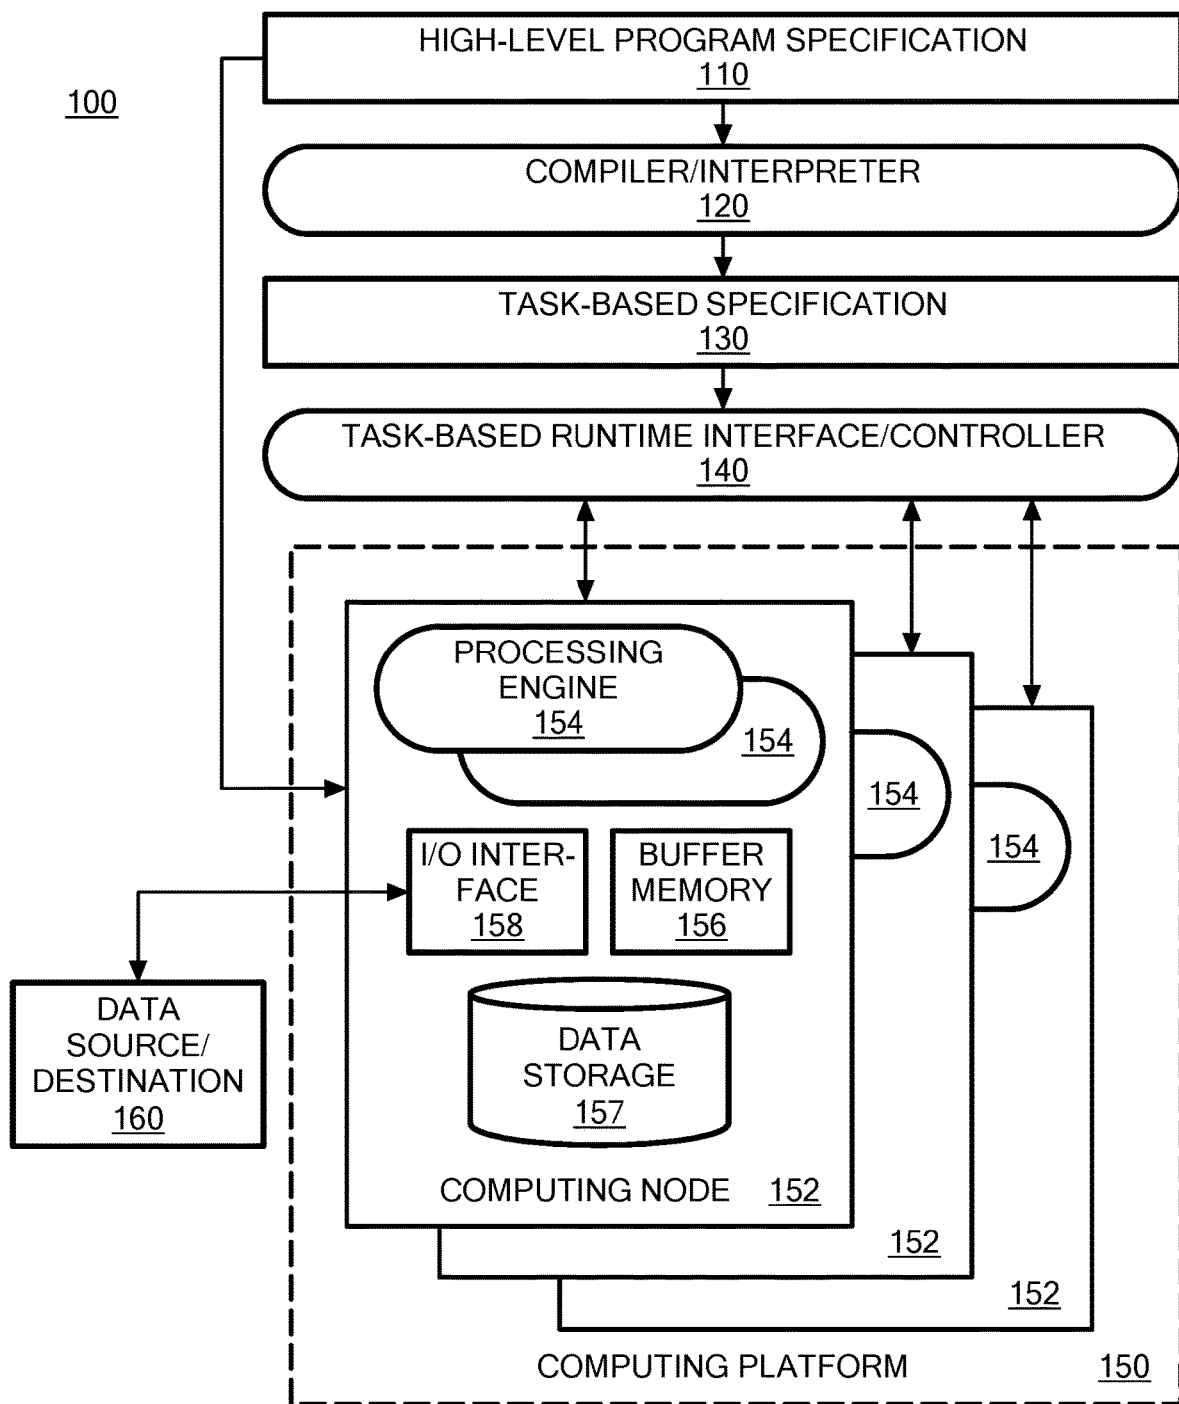 HIGH-LEVEL PROGRAM SPECIFICATION
110
100
COMPILER/INTERPRETER
120
TASK-BASED SPECIFICATION
130
TASK-BASED RUNTIME INTERFACE/CONTROLLER
140
PROCESSING
ENGINE
154
154
154
154
I/O INTER-
FACE
158
BUFFER
MEMORY
156
DATA
SOURCE/
DESTINATION
160
DATA
STORAGE
157
COMPUTING NODE 152
152
152
COMPUTING PLATFORM 150